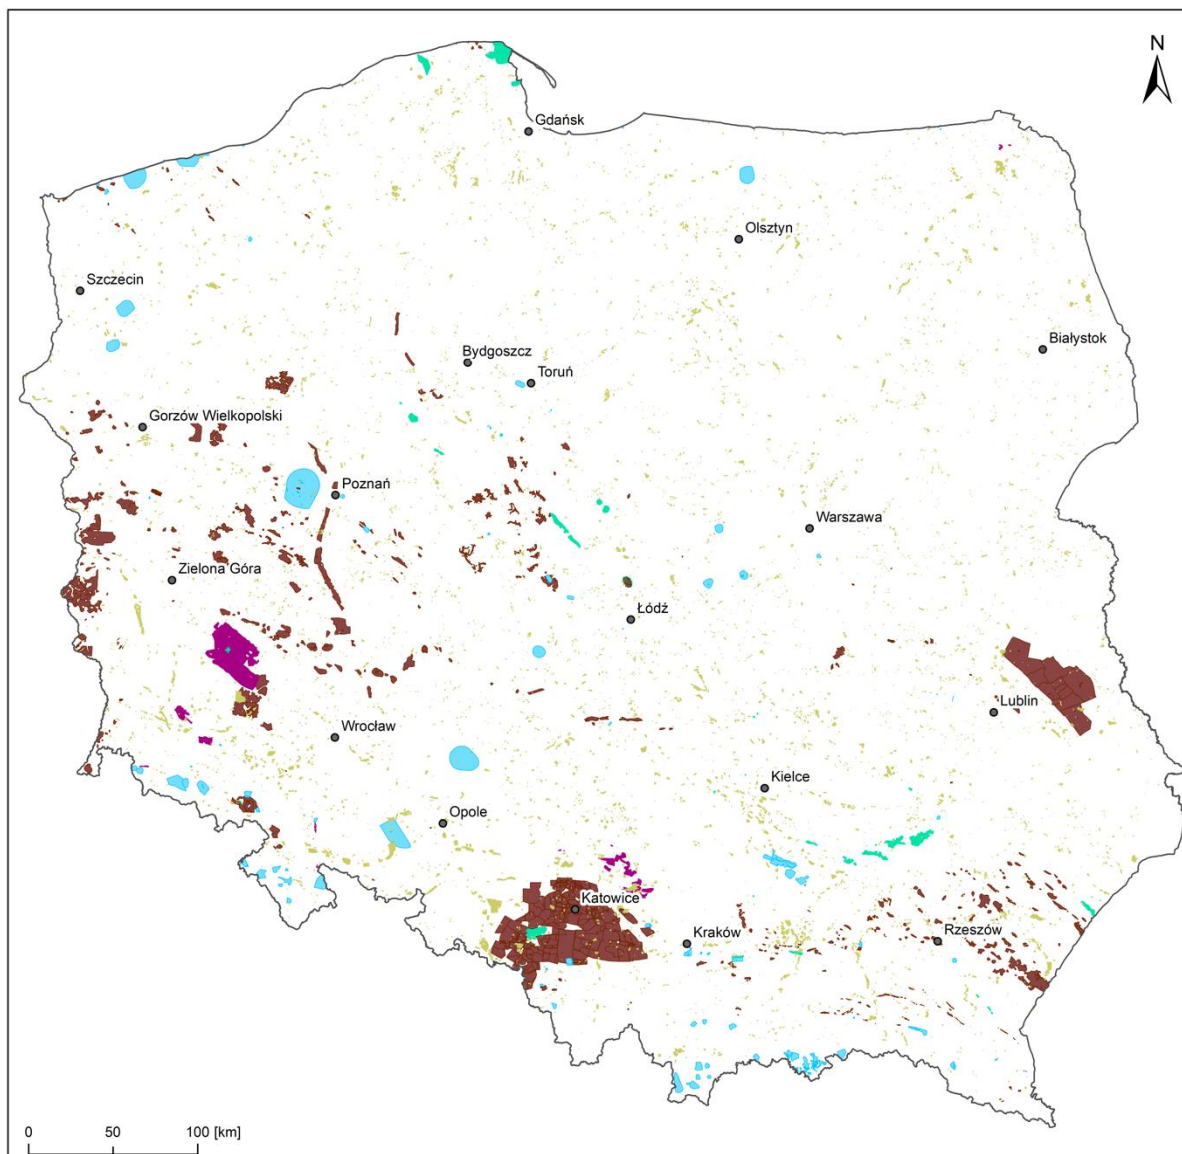 N
Gdańsk
Olsztyn
Szczecin
Białystok
Bydgoszcz
Toruń
Gorzów Wielkopolski
Poznań
Warszawa
Zielona Góra
Łódź
Lublin
Wrocław
Kielce
Opole
Katowice
Kraków
Rzeszów
0 50 100 [km]